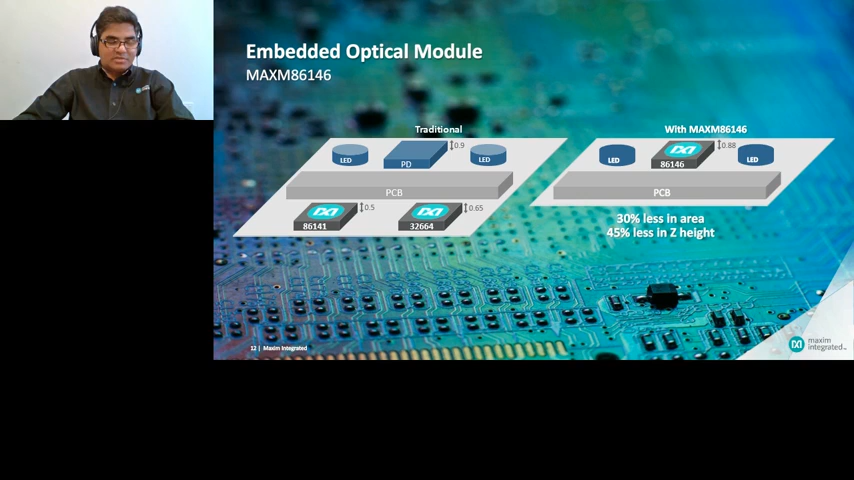 Embedded Optical Module
MAXM86146
Traditional
With MAXM86146
LED
PD
LED
0.9
PCB
86141
0.5
32664
0.65
LED
86146
LED
0.88
PCB
30% less in area
45% less in Z height
12 | Maxim Integrated
maxim
integrated™